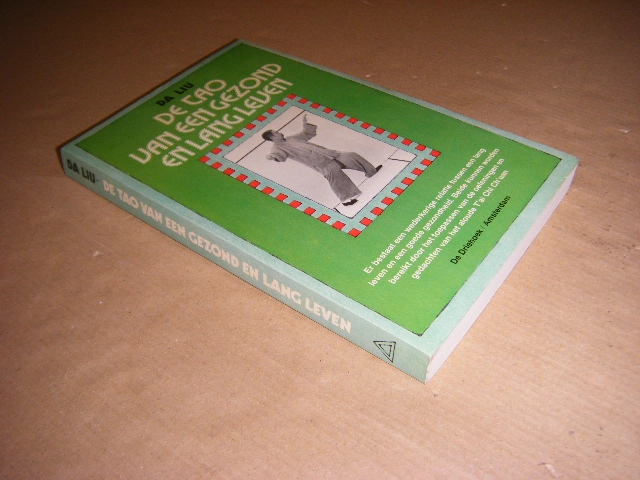 DA LIU
DE TAO
VAN EEN GEZOND
EN LANG LEVEN
Er bestaat een wederkerige relatie tussen een lang
leven en een goede gezondheid. Beide kunnen worden
bereikt door het toepassen van de oefeningen en
gedachten van het aloude T'ai Chi Ch'uan
De Driehoek / Amsterdam
DA LIU DE TAO VAN EEN GEZOND EN LANG LEVEN